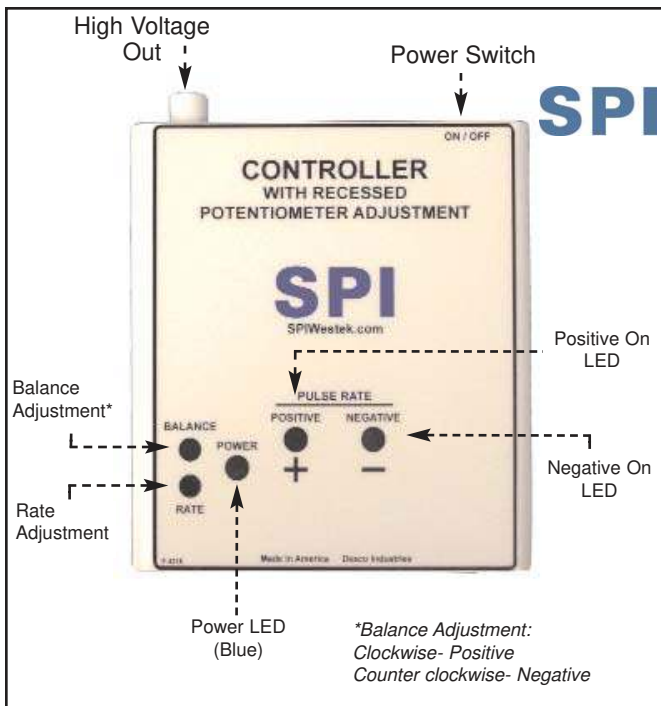 High Voltage
Out
Power Switch
SPI
ON / OFF
CONTROLLER
WITH RECESSED
POTENTIOMETER ADJUSTMENT
SPI
SPIWestek.com
Positive On
LED
PULSE RATE
Balance
Adjustment*
BALANCE
POWER
POSITIVE
NEGATIVE
+
−
Negative On
LED
Rate
Adjustment
RATE
Made in America Desco Industries
Power LED
(Blue)
*Balance Adjustment:
Clockwise- Positive
Counter clockwise- Negative